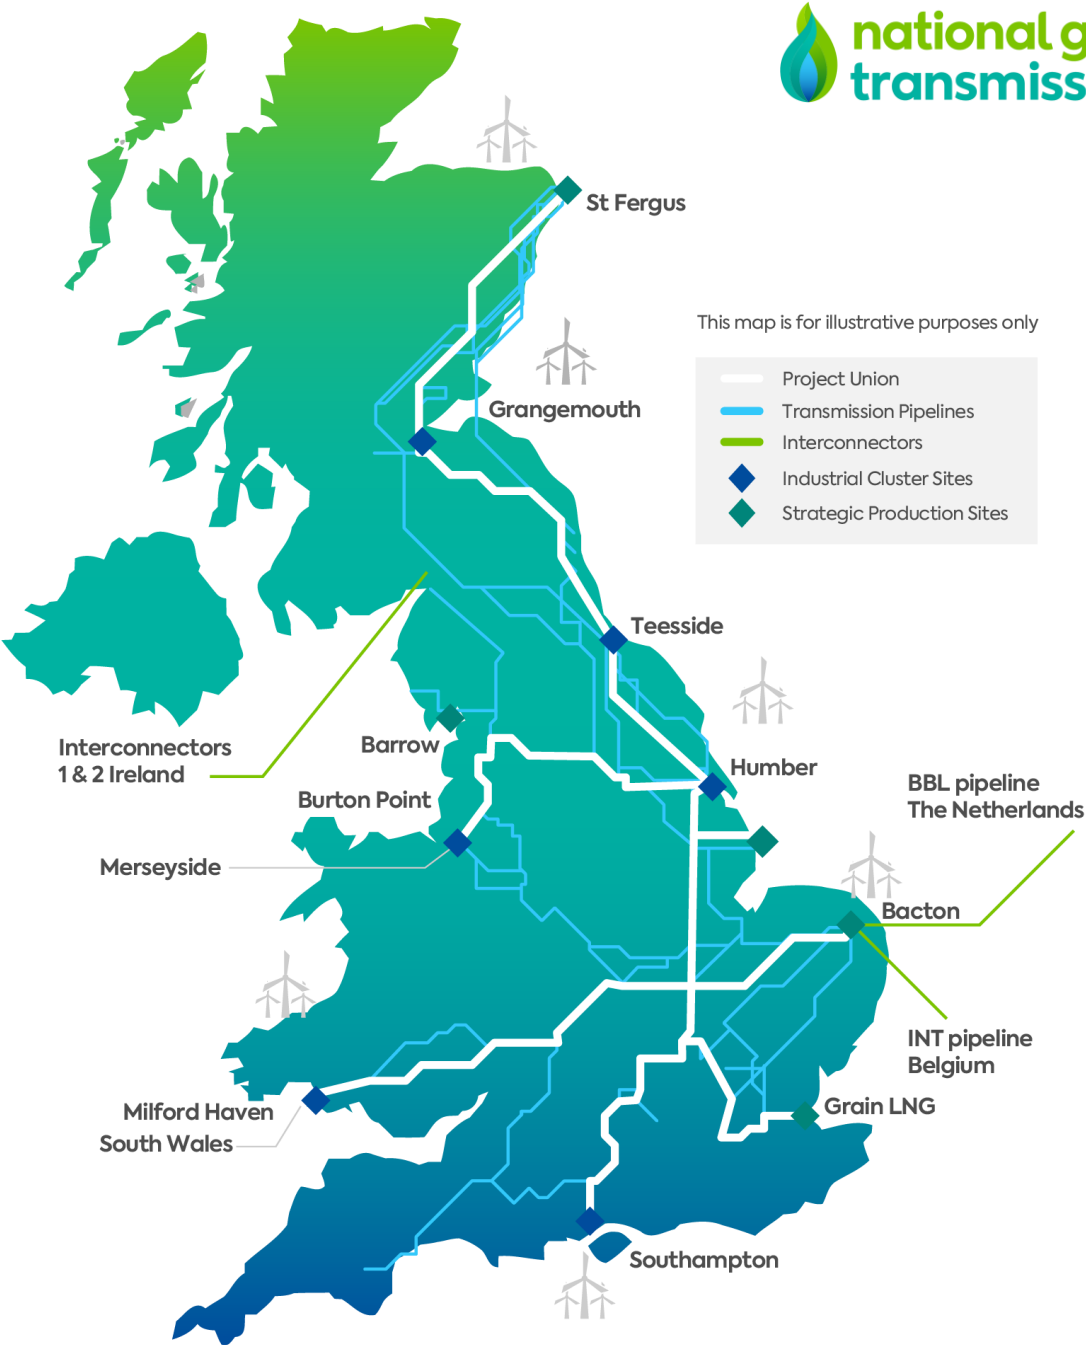 national g
transmiss
St Fergus
This map is for illustrative purposes only
Project Union
Transmission Pipelines
Interconnectors
Industrial Cluster Sites
Strategic Production Sites
Grangemouth
Teesside
Interconnectors
1 & 2 Ireland
Barrow
Humber
BBL pipeline
The Netherlands
Burton Point
Merseyside
Bacton
INT pipeline
Belgium
Milford Haven
South Wales
Grain LNG
Southampton